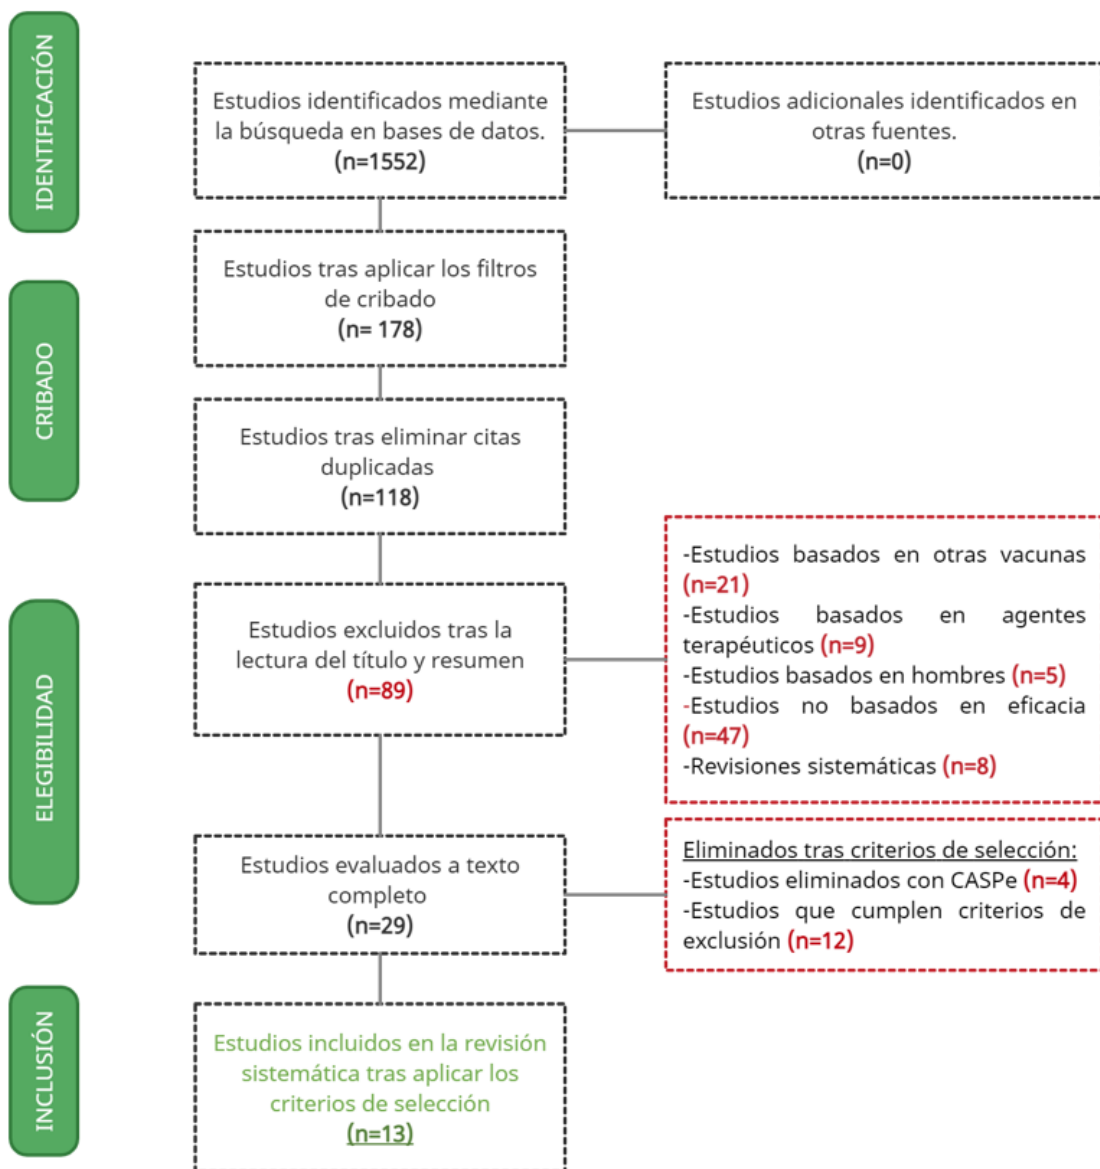 IDENTIFICACIÓN
Estudios identificados mediante
la búsqueda en bases de datos.
(n=1552)
Estudios adicionales identificados en
otras fuentes.
(n=0)
CRIBADO
Estudios tras aplicar los filtros
de cribado
(n= 178)
Estudios tras eliminar citas
duplicadas
(n=118)
ELEGIBILIDAD
Estudios excluidos tras la
lectura del título y resumen
(n=89)
-Estudios basados en otras vacunas
(n=21)
-Estudios basados en agentes
terapéuticos (n=9)
-Estudios basados en hombres (n=5)
-Estudios no basados en eficacia
(n=47)
-Revisiones sistemáticas (n=8)
Estudios evaluados a texto
completo
(n=29)
Eliminados tras criterios de selección:
-Estudios eliminados con CASPe (n=4)
-Estudios que cumplen criterios de
exclusión (n=12)
INCLUSIÓN
Estudios incluidos en la revisión
sistemática tras aplicar los
criterios de selección
(n=13)